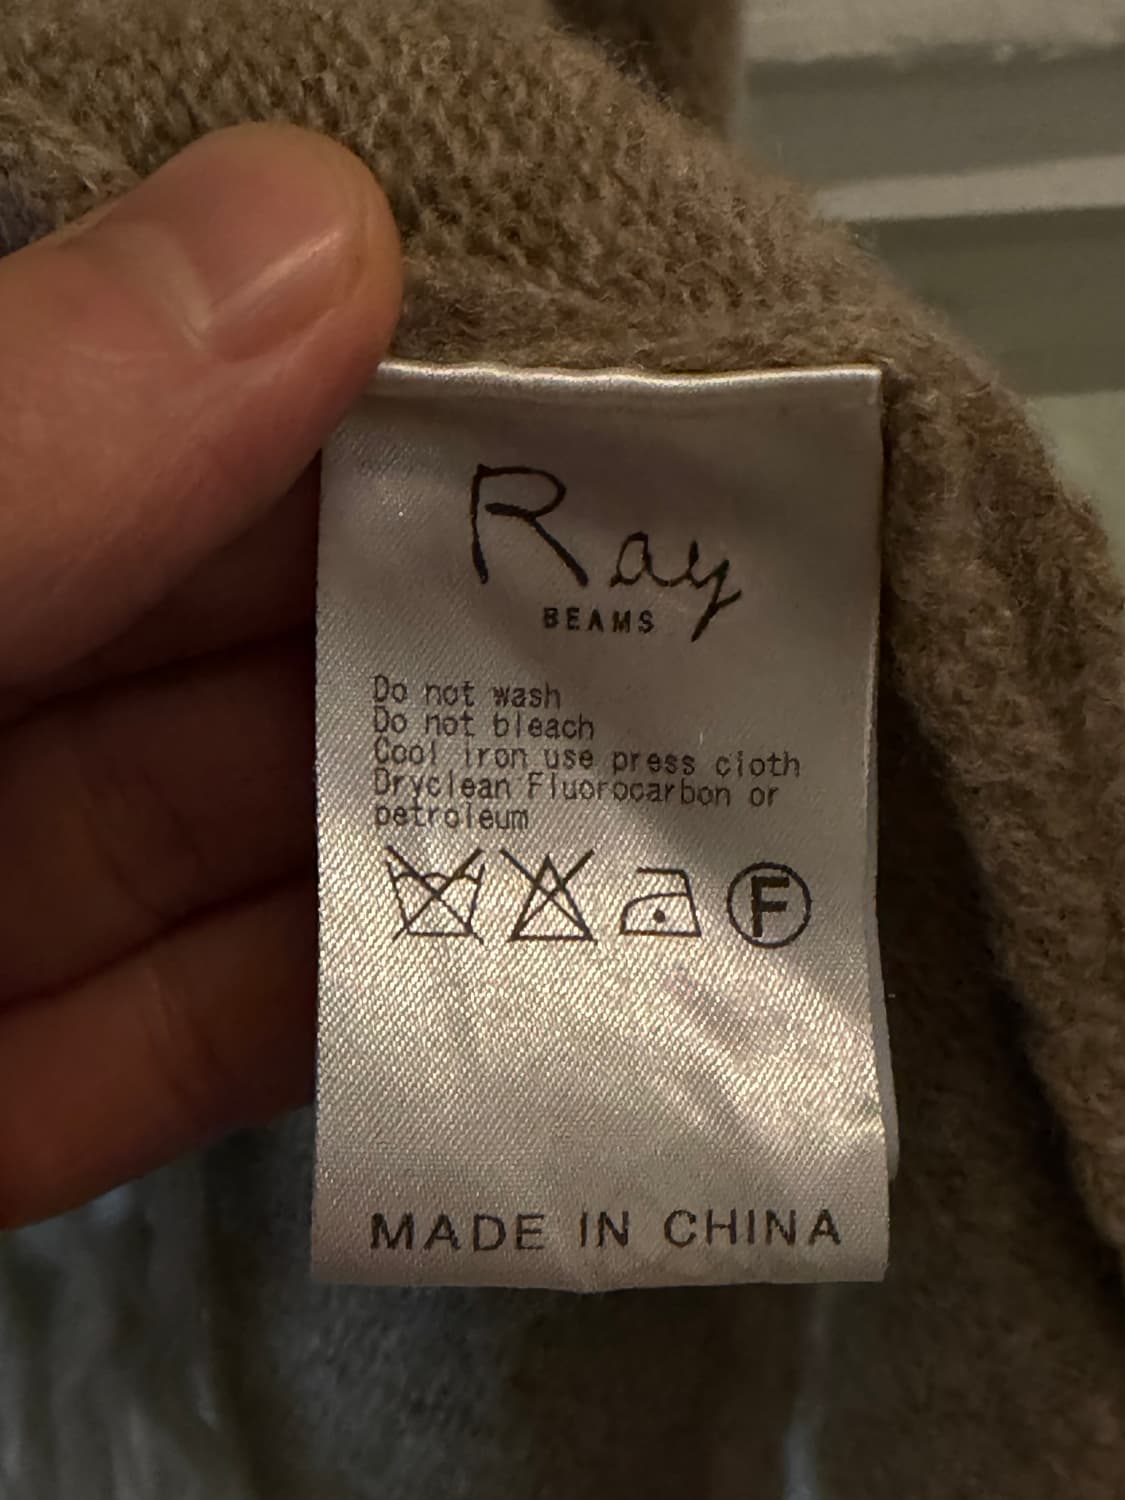 Ray
BEAMS
Do not wash
Do not bleach
Cool iron use press cloth
Dryclean Fluorocarbon or
petroleum
F
MADE IN CHINA